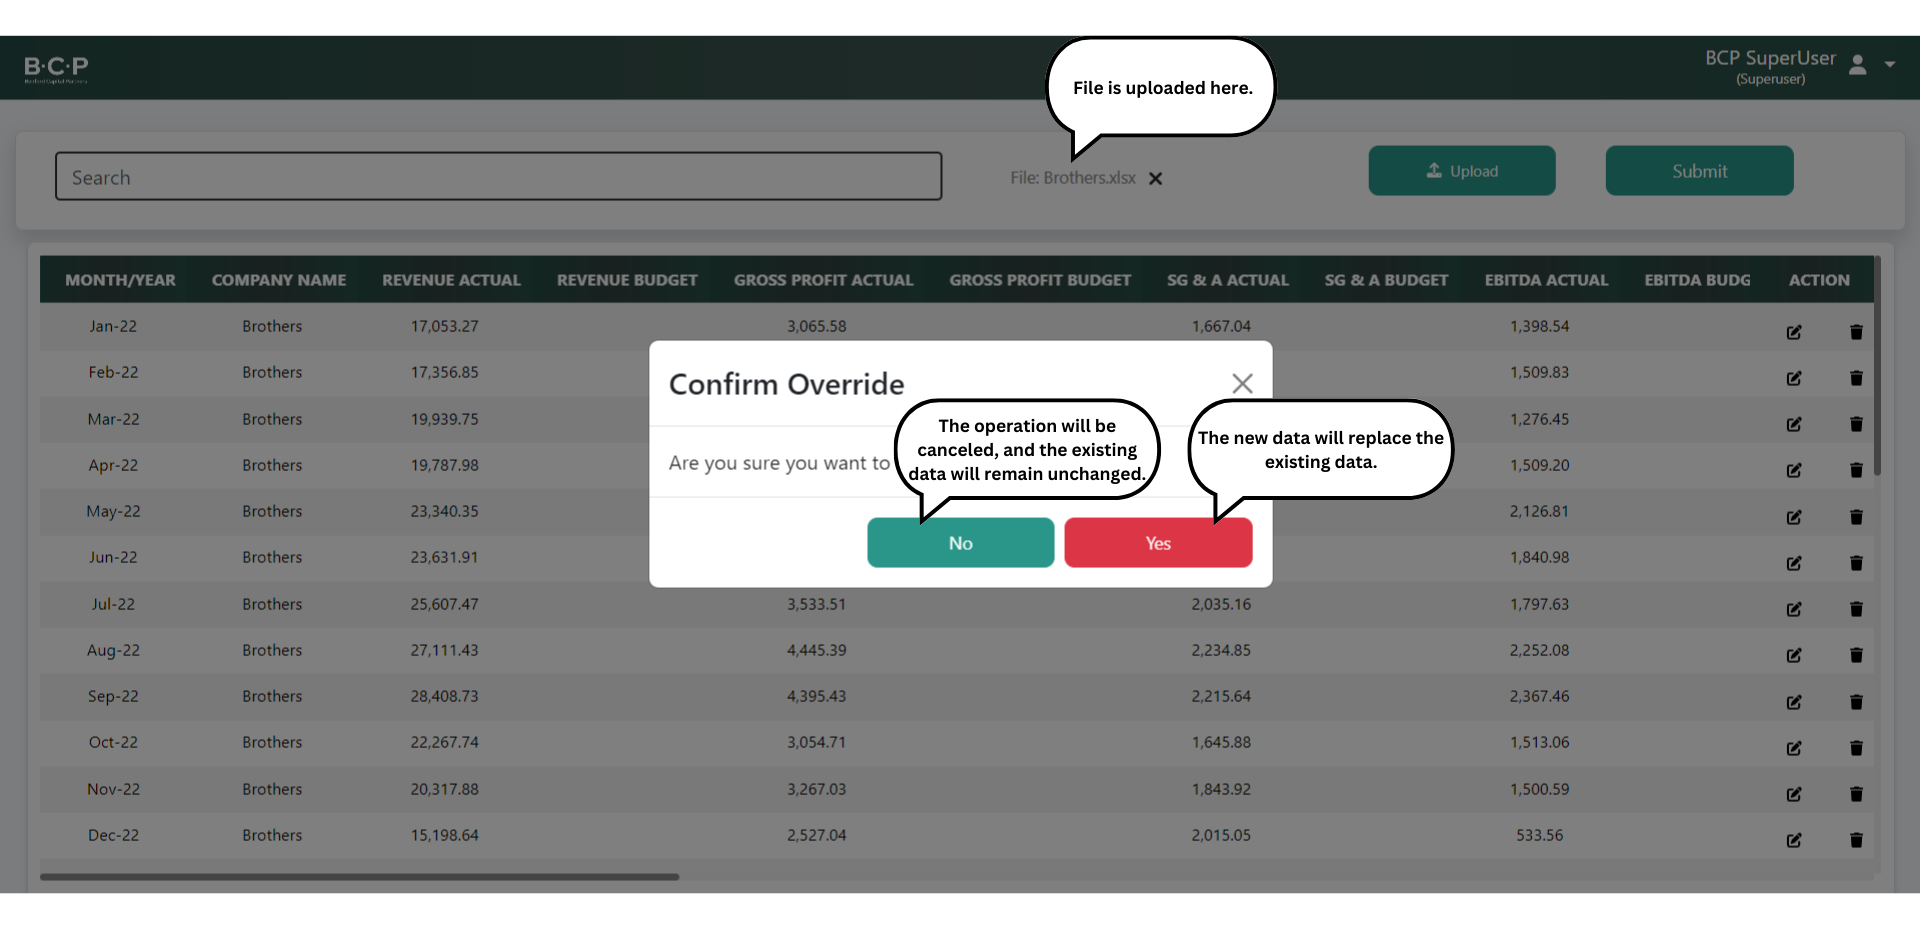 B·C·P
BCP SuperUser
(Superuser)
File is uploaded here.
Search
File: Brothers.xlsx
Upload
Submit
MONTH/YEAR COMPANY NAME REVENUE ACTUAL REVENUE BUDGET GROSS PROFIT ACTUAL GROSS PROFIT BUDGET SG & A ACTUAL SG & A BUDGET EBITDA ACTUAL EBITDA BUDG ACTION
Jan-22 Brothers 17,053.27 3,065.58 1,667.04 1,398.54
Feb-22 Brothers 17,356.85 1,509.83
Mar-22 Brothers 19,939.75 1,276.45
Apr-22 Brothers 19,787.98 1,509.20
May-22 Brothers 23,340.35 2,126.81
Jun-22 Brothers 23,631.91 1,840.98
Jul-22 Brothers 25,607.47 3,533.51 2,035.16 1,797.63
Aug-22 Brothers 27,111.43 4,445.39 2,234.85 2,252.08
Sep-22 Brothers 28,408.73 4,395.43 2,215.64 2,367.46
Oct-22 Brothers 22,267.74 3,054.71 1,645.88 1,513.06
Nov-22 Brothers 20,317.88 3,267.03 1,843.92 1,500.59
Dec-22 Brothers 15,198.64 2,527.04 2,015.05 533.56
Confirm Override
Are you sure you want to
The operation will be
canceled, and the existing
data will remain unchanged.
The new data will replace the
existing data.
No
Yes